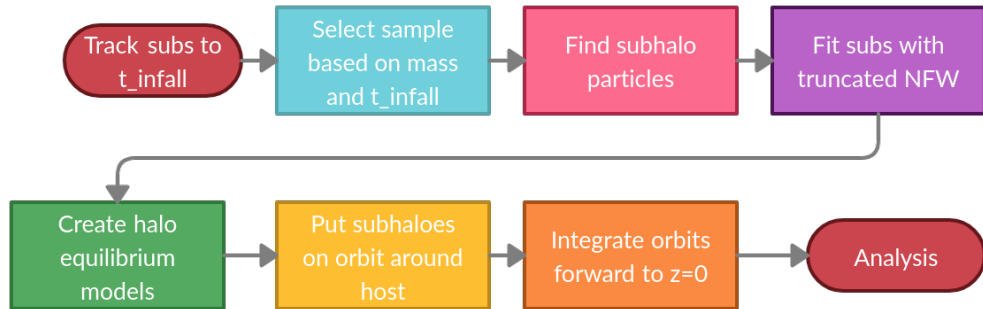 Track subs to
t_infall
Select sample
based on mass
and t_infall
Find subhalo
particles
Fit subs with
truncated NFW
Create halo
equilibrium
models
Put subhaloes
on orbit around
host
Integrate orbits
forward to z=0
Analysis